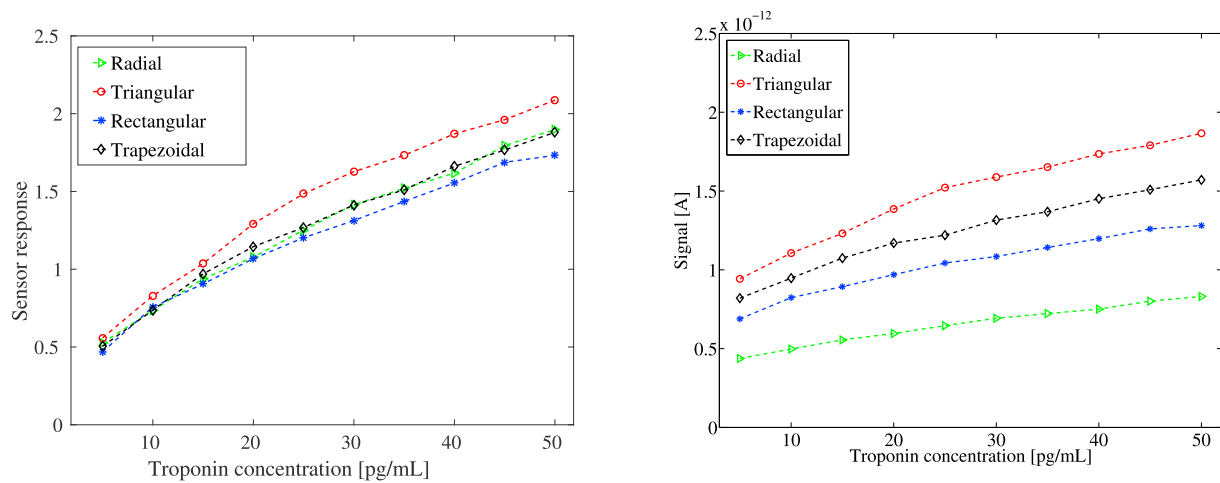 2.5
2
1.5
1
0.5
0
Sensor response
Radial
Triangular
Rectangular
Trapezoidal
10 20 30 40 50
Troponin concentration [pg/mL]
x 10⁻¹²
2.5
2
1.5
1
0.5
0
Signal [A]
Radial
Triangular
Rectangular
Trapezoidal
10 20 30 40 50
Troponin concentration [pg/mL]